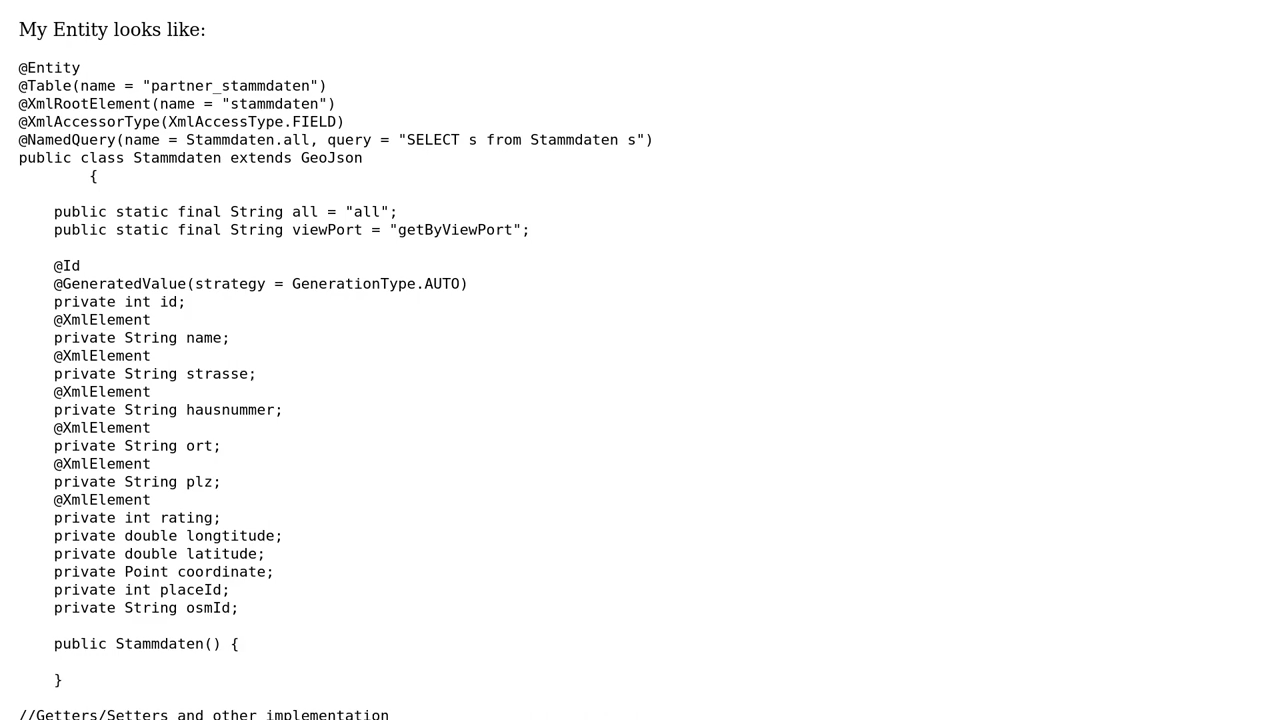 My Entity looks like:
@Entity
@Table(name = "partner_stammdaten")
@XmlRootElement(name = "stammdaten")
@XmlAccessorType(XmlAccessType.FIELD)
@NamedQuery(name = Stammdaten.all, query = "SELECT s from Stammdaten s")
public class Stammdaten extends GeoJson
{
public static final String all = "all";
public static final String viewPort = "getByViewPort";
@Id
@GeneratedValue(strategy = GenerationType.AUTO)
private int id;
@XmlElement
private String name;
@XmlElement
private String strasse;
@XmlElement
private String hausnummer;
@XmlElement
private String ort;
@XmlElement
private String plz;
@XmlElement
private int rating;
private double longtitude;
private double latitude;
private Point coordinate;
private int placeId;
private String osmId;
public Stammdaten() {
}
//Getters/Setters and other implementation